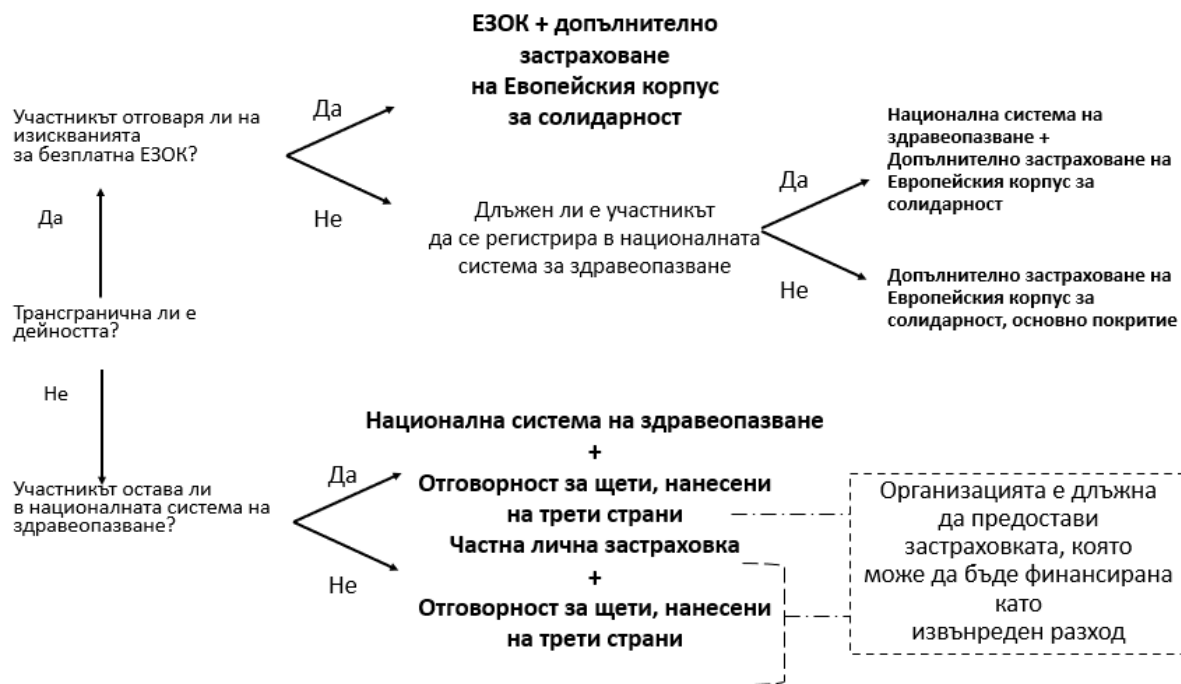 ЕЗОК + допълнително
застраховане
на Евопейския корпус
за солидарност
Да
Участникът отговаря ли на
изискванията
за безплатна ЕЗОК?
Не
Национална система на
здравеопазване +
Допълнително застраховане на
Европейския корпус за
солидарност
Да
Длъжен ли е участникът
да се регистрира в националната
система за здравеопазване
Не
Допълнително застраховане на
Европейския корпус за
солидарност, основно покритие
Да
Трансгранична ли е
дейността?
Не
Национална система на здравеопазване
+
Отговорност за щети, нанесени
на трети страни
Да
Участникът остава ли
в националната система на
здравеопазване?
Не
Частна лична застраховка
+
Отговорност за щети, нанесени
на трети страни
Организацията е длъжна
да предостави
застраховката, която
може да бъде финансирана
като
извънреден разход